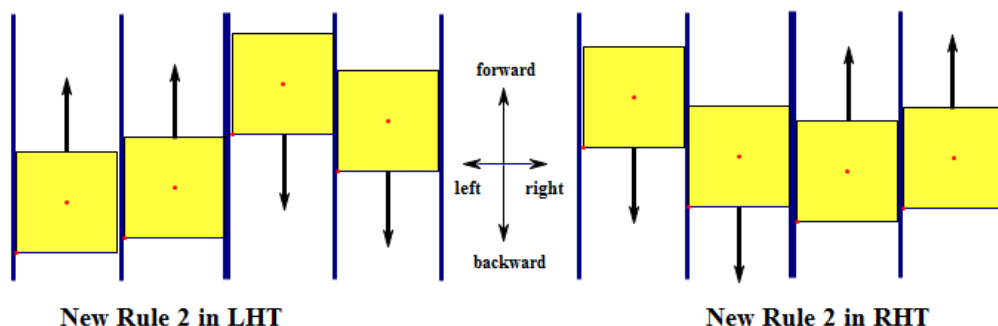 forward
left right
backward
New Rule 2 in LHT
New Rule 2 in RHT